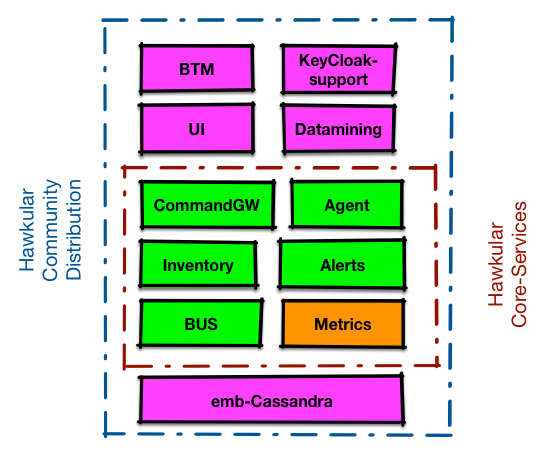 BTM
KeyCloak-
support
UI
Datamining
CommandGW
Agent
Inventory
Alerts
BUS
Metrics
emb-Cassandra
Hawkular
Community
Distribution
Hawkular
Core-Services